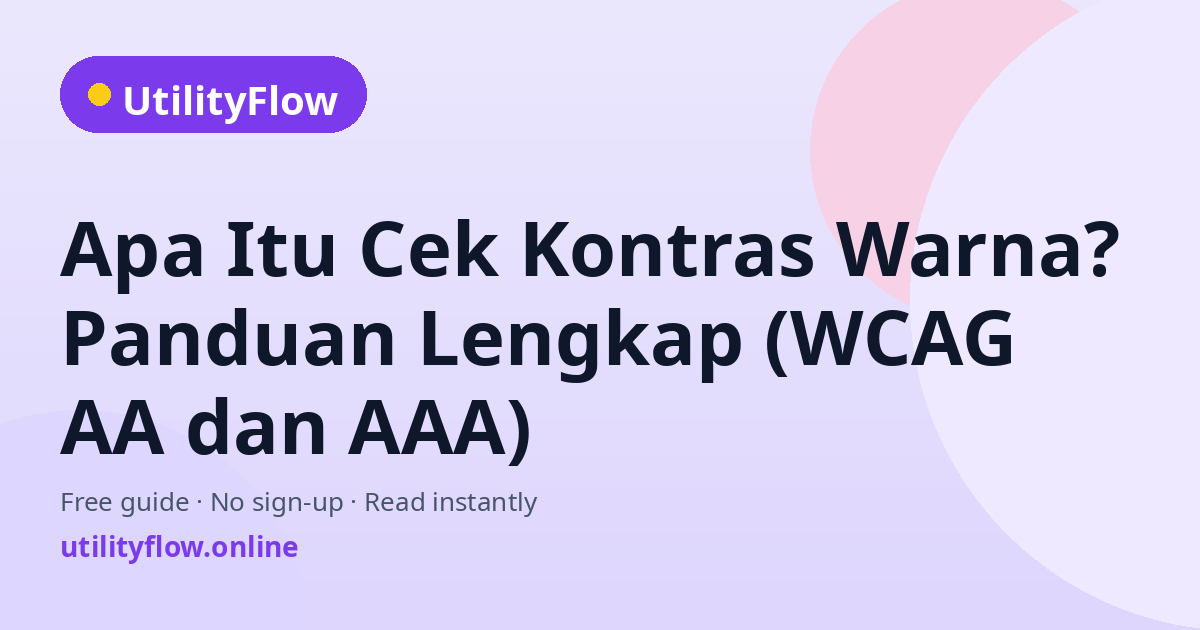 UtilityFlow
Apa Itu Cek Kontras Warna?
Panduan Lengkap (WCAG
AA dan AAA)
Free guide · No sign-up · Read instantly
utilityflow.online